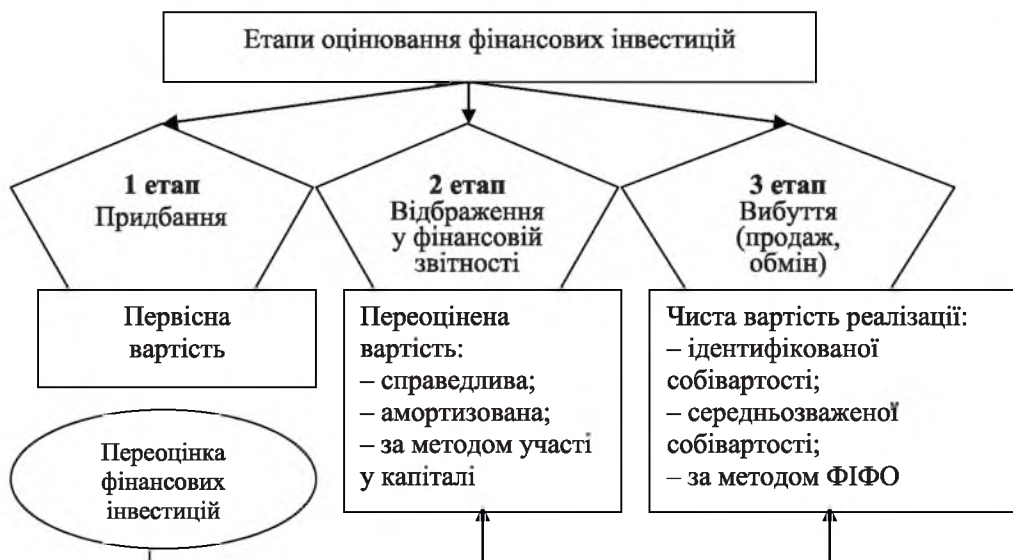 Етапи оцінювання фінансових інвестицій
1 етап
Придбання
2 етап
Відбраження
у фінансовій
звітності
3 етап
Вибуття
(продаж,
обмін)
Первісна
вартість
Переоцінена
вартість:
– справедлива;
– амортизована;
– за методом участі
у капіталі
Чиста вартість реалізації:
– ідентифікованої
собівартості;
– середньозваженої
собівартості;
– за методом ФІФО
Переоцінка
фінансових
інвестицій